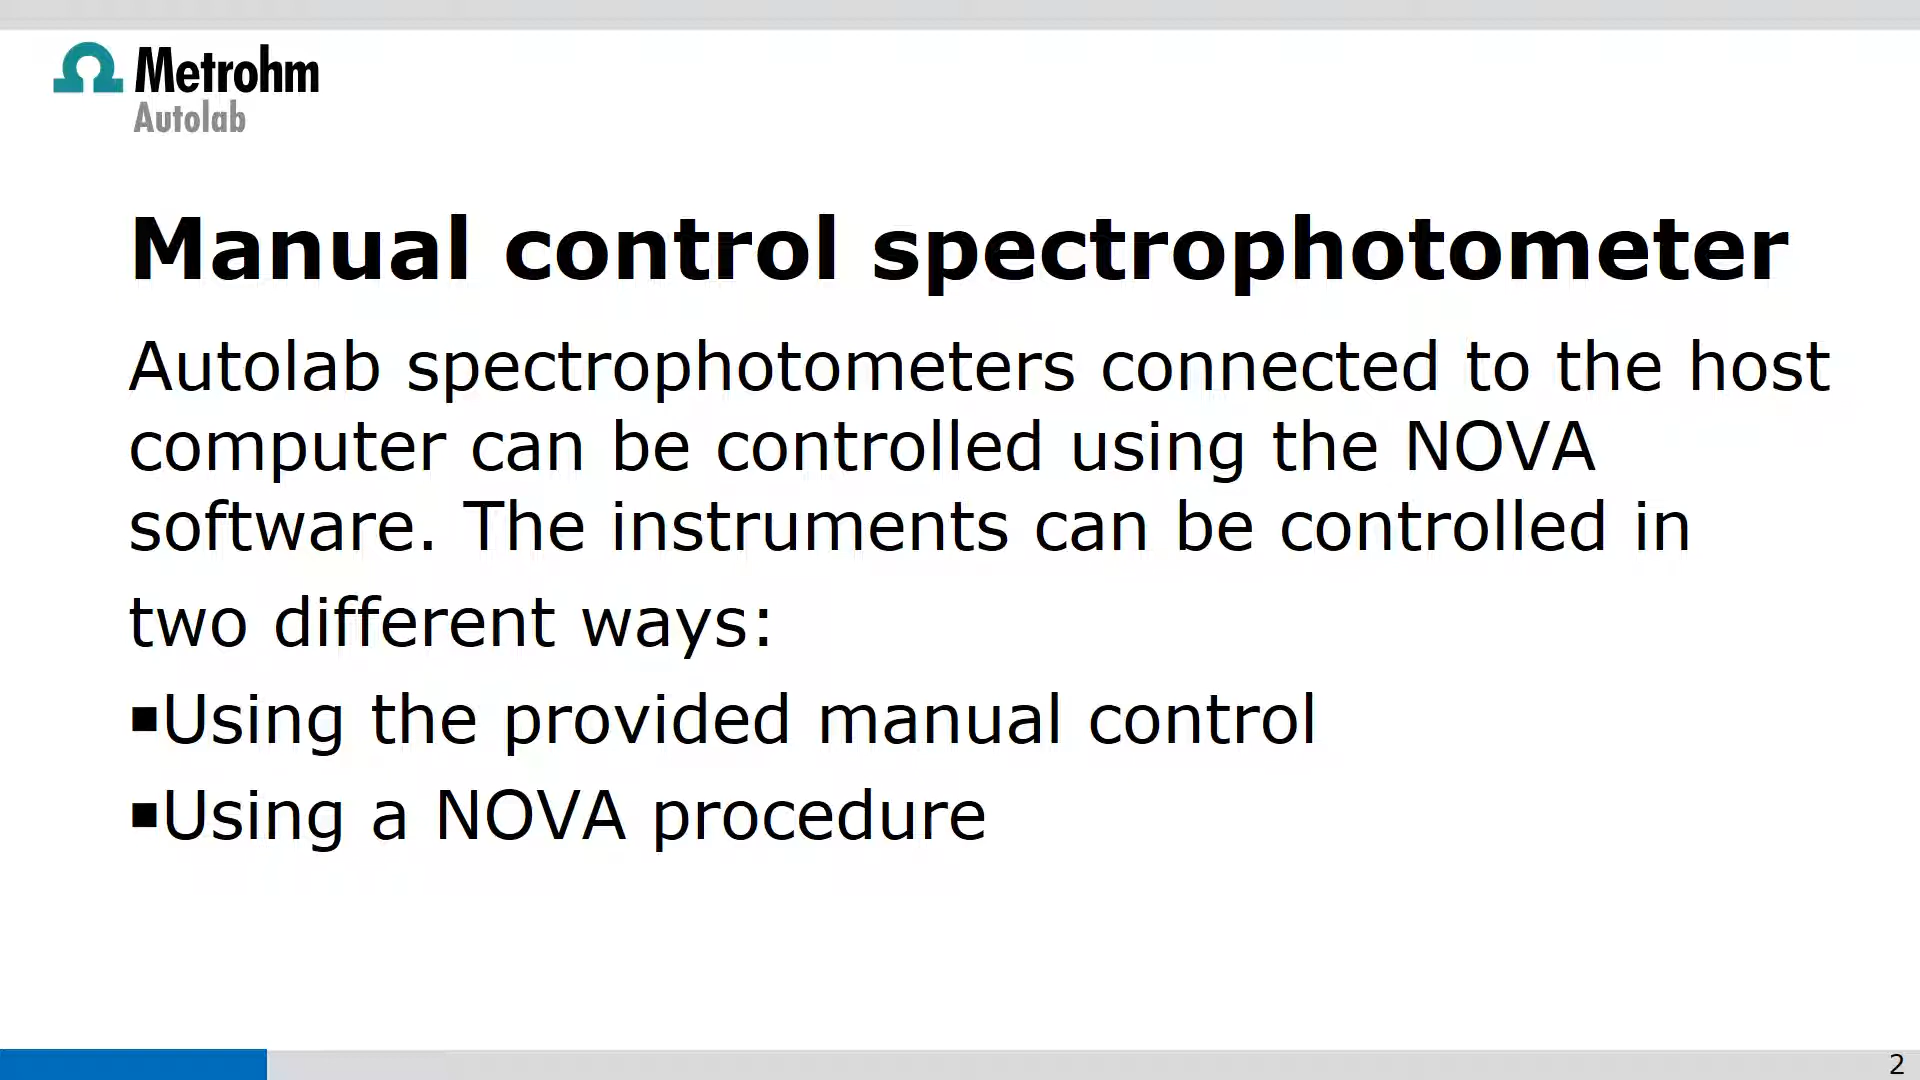 Metrohm
Autolab
Manual control spectrophotometer
Autolab spectrophotometers connected to the host
computer can be controlled using the NOVA
software. The instruments can be controlled in
two different ways:
▪Using the provided manual control
▪Using a NOVA procedure
2